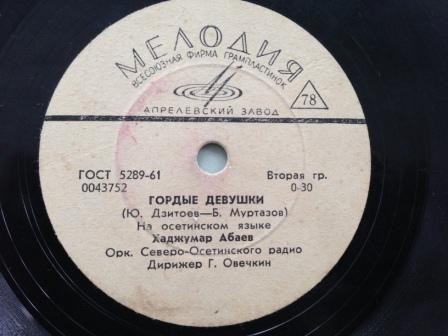 МЕЛОДИЯ
ВСЕСОЮЗНАЯ ФИРМА ГРАМПЛАСТИНОК
78
АПРЕЛЕВСКИЙ ЗАВОД
ГОСТ 5289-61 Вторая гр.
0043752 0-30
ГОРДЫЕ ДЕВУШКИ
(Ю. Дзитоев—Б. Муртазов)
На осетинском языке
Хаджумар Абаев
Орк. Северо-Осетинского радио
Дирижер Г. Овечкин